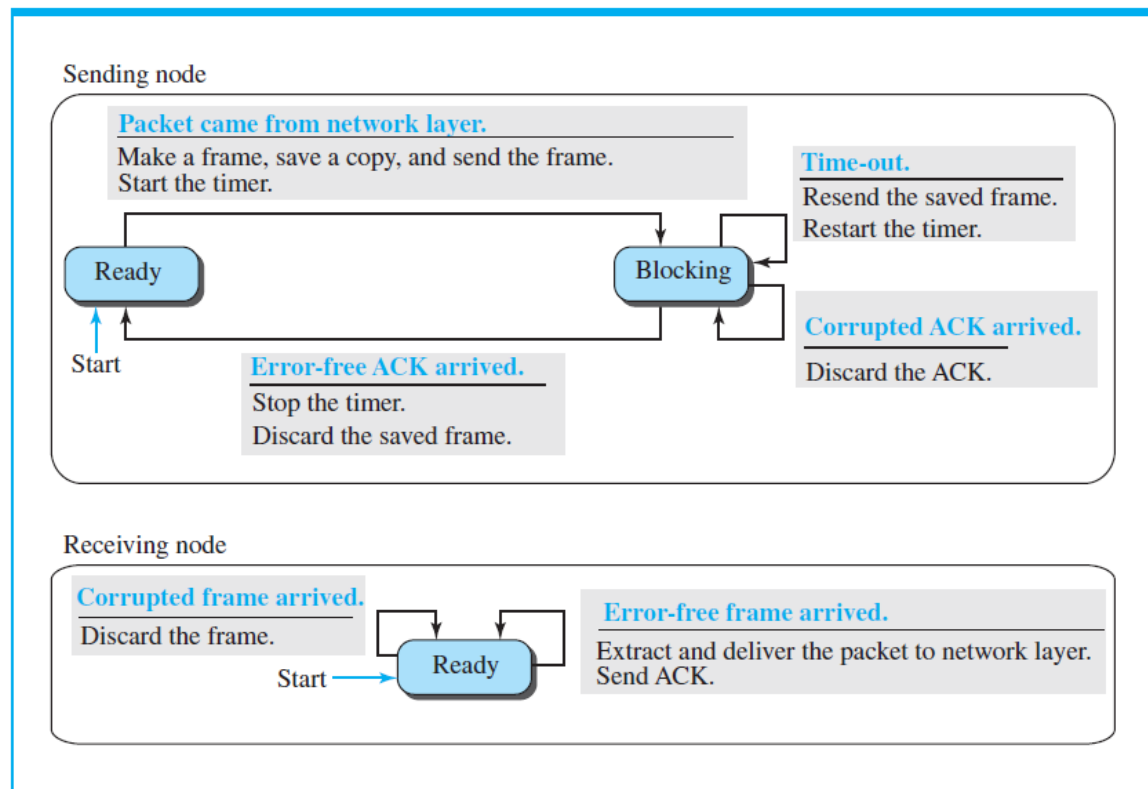 Sending node
Packet came from network layer.
Make a frame, save a copy, and send the frame.
Start the timer.
Time-out.
Resend the saved frame.
Restart the timer.
Ready
Blocking
Start
Error-free ACK arrived.
Stop the timer.
Discard the saved frame.
Corrupted ACK arrived.
Discard the ACK.
Receiving node
Corrupted frame arrived.
Discard the frame.
Start
Ready
Error-free frame arrived.
Extract and deliver the packet to network layer.
Send ACK.